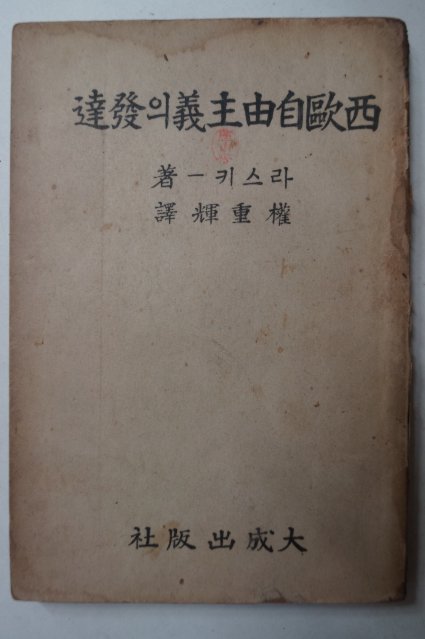 西歐自由主義의發達
라스키ー著
權重輝譯
大成出版社